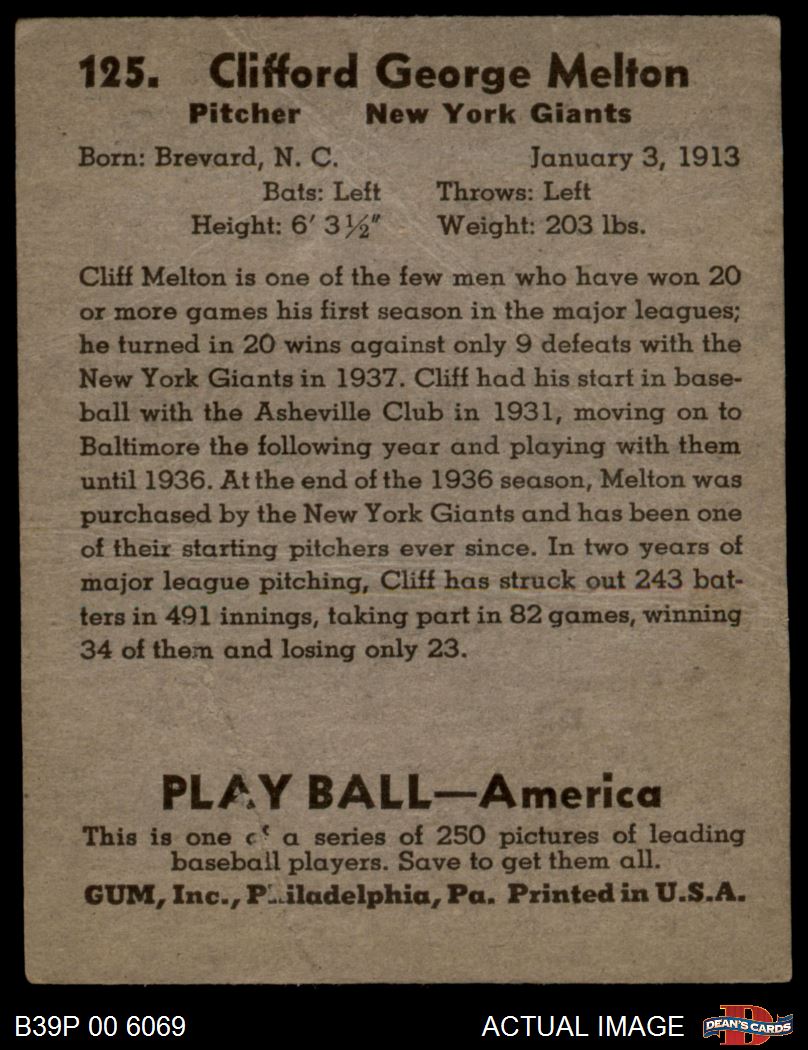 125. Clifford George Melton
Pitcher New York Giants
Born: Brevard, N. C. January 3, 1913
Bats: Left Throws: Left
Height: 6′ 3½″ Weight: 203 lbs.
Cliff Melton is one of the few men who have won 20
or more games his first season in the major leagues;
he turned in 20 wins against only 9 defeats with the
New York Giants in 1937. Cliff had his start in base-
ball with the Asheville Club in 1931, moving on to
Baltimore the following year and playing with them
until 1936. At the end of the 1936 season, Melton was
purchased by the New York Giants and has been one
of their starting pitchers ever since. In two years of
major league pitching, Cliff has struck out 243 bat-
ters in 491 innings, taking part in 82 games, winning
34 of them and losing only 23.
PLAY BALL—America
This is one of a series of 250 pictures of leading
baseball players. Save to get them all.
GUM, Inc., Philadelphia, Pa. Printed in U.S.A.
B39P 00 6069 ACTUAL IMAGE D DEAN'S CARDS